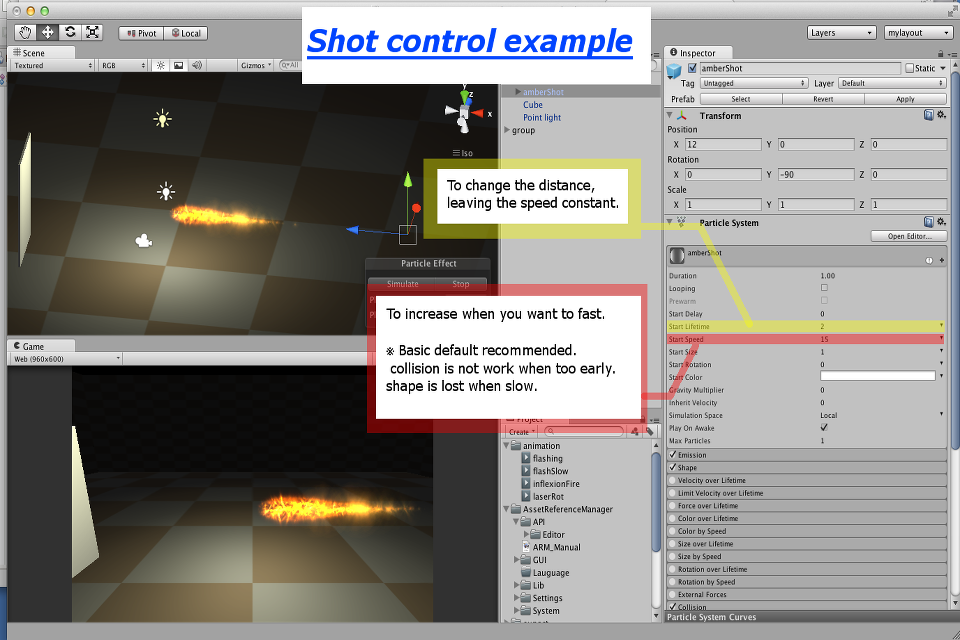 Shot control example
Pivot
Local
Layers
mylayout
Scene
Textured
RGB
Gizmos
All
z
x
Iso
Particle Effect
Simulate
Stop
Game
Web (960x600)
amberShot
Cube
Point light
group
To change the distance,
leaving the speed constant.
To increase when you want to fast.
※ Basic default recommended.
collision is not work when too early.
shape is lost when slow.
Project
Create
animation
flashing
flashSlow
inflexionFire
laserRot
AssetReferenceManager
API
Editor
ARM_Manual
GUI
Lauguage
Lib
Settings
System
Inspector
amberShot
Static
Tag Untagged Layer Default
Prefab Select Revert Apply
Transform
Position
X 12 Y 0 Z 0
Rotation
X 0 Y -90 Z 0
Scale
X 1 Y 1 Z 1
Particle System
Open Editor...
amberShot
Duration 1.00
Looping
Prewarm
Start Delay 0
Start Lifetime 2
Start Speed 15
Start Size 1
Start Rotation 0
Start Color
Gravity Multiplier 0
Inherit Velocity 0
Simulation Space Local
Play On Awake
Max Particles 1
Emission
Shape
Velocity over Lifetime
Limit Velocity over Lifetime
Force over Lifetime
Color over Lifetime
Color by Speed
Size over Lifetime
Size by Speed
Rotation over Lifetime
Rotation by Speed
External Forces
Collision
Particle System Curves